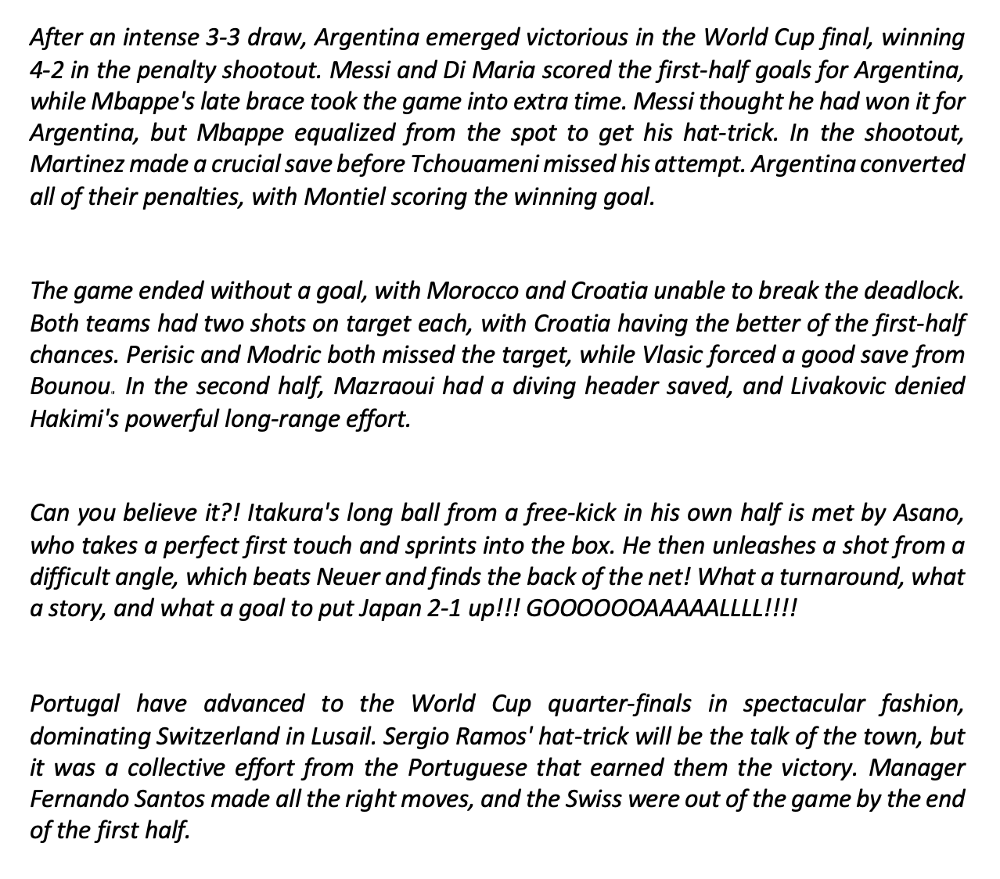 After an intense 3-3 draw, Argentina emerged victorious in the World Cup final, winning
4-2 in the penalty shootout. Messi and Di Maria scored the first-half goals for Argentina,
while Mbappe's late brace took the game into extra time. Messi thought he had won it for
Argentina, but Mbappe equalized from the spot to get his hat-trick. In the shootout,
Martinez made a crucial save before Tchouameni missed his attempt. Argentina converted
all of their penalties, with Montiel scoring the winning goal.
The game ended without a goal, with Morocco and Croatia unable to break the deadlock.
Both teams had two shots on target each, with Croatia having the better of the first-half
chances. Perisic and Modric both missed the target, while Vlasic forced a good save from
Bounou. In the second half, Mazraoui had a diving header saved, and Livakovic denied
Hakimi's powerful long-range effort.
Can you believe it?! Itakura's long ball from a free-kick in his own half is met by Asano,
who takes a perfect first touch and sprints into the box. He then unleashes a shot from a
difficult angle, which beats Neuer and finds the back of the net! What a turnaround, what
a story, and what a goal to put Japan 2-1 up!!! GOOOOOOAAAAALLLL!!!!
Portugal have advanced to the World Cup quarter-finals in spectacular fashion,
dominating Switzerland in Lusail. Sergio Ramos' hat-trick will be the talk of the town, but
it was a collective effort from the Portuguese that earned them the victory. Manager
Fernando Santos made all the right moves, and the Swiss were out of the game by the end
of the first half.